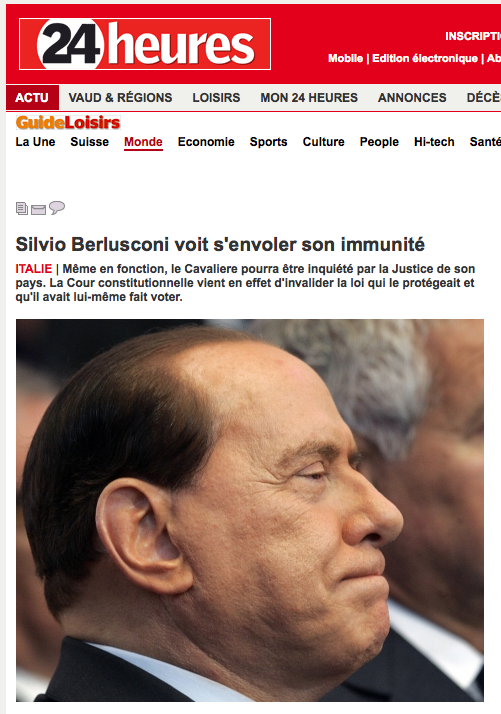 24heures
INSCRIPTI
Mobile | Edition électronique | Ab
ACTU VAUD & RÉGIONS LOISIRS MON 24 HEURES ANNONCES DÉCÈ
GuideLoisirs
La Une Suisse Monde Economie Sports Culture People Hi-tech Santé
Silvio Berlusconi voit s'envoler son immunité
ITALIE | Même en fonction, le Cavaliere pourra être inquiété par la Justice de son
pays. La Cour constitutionnelle vient en effet d'invalider la loi qui le protégeait et
qu'il avait lui-même fait voter.